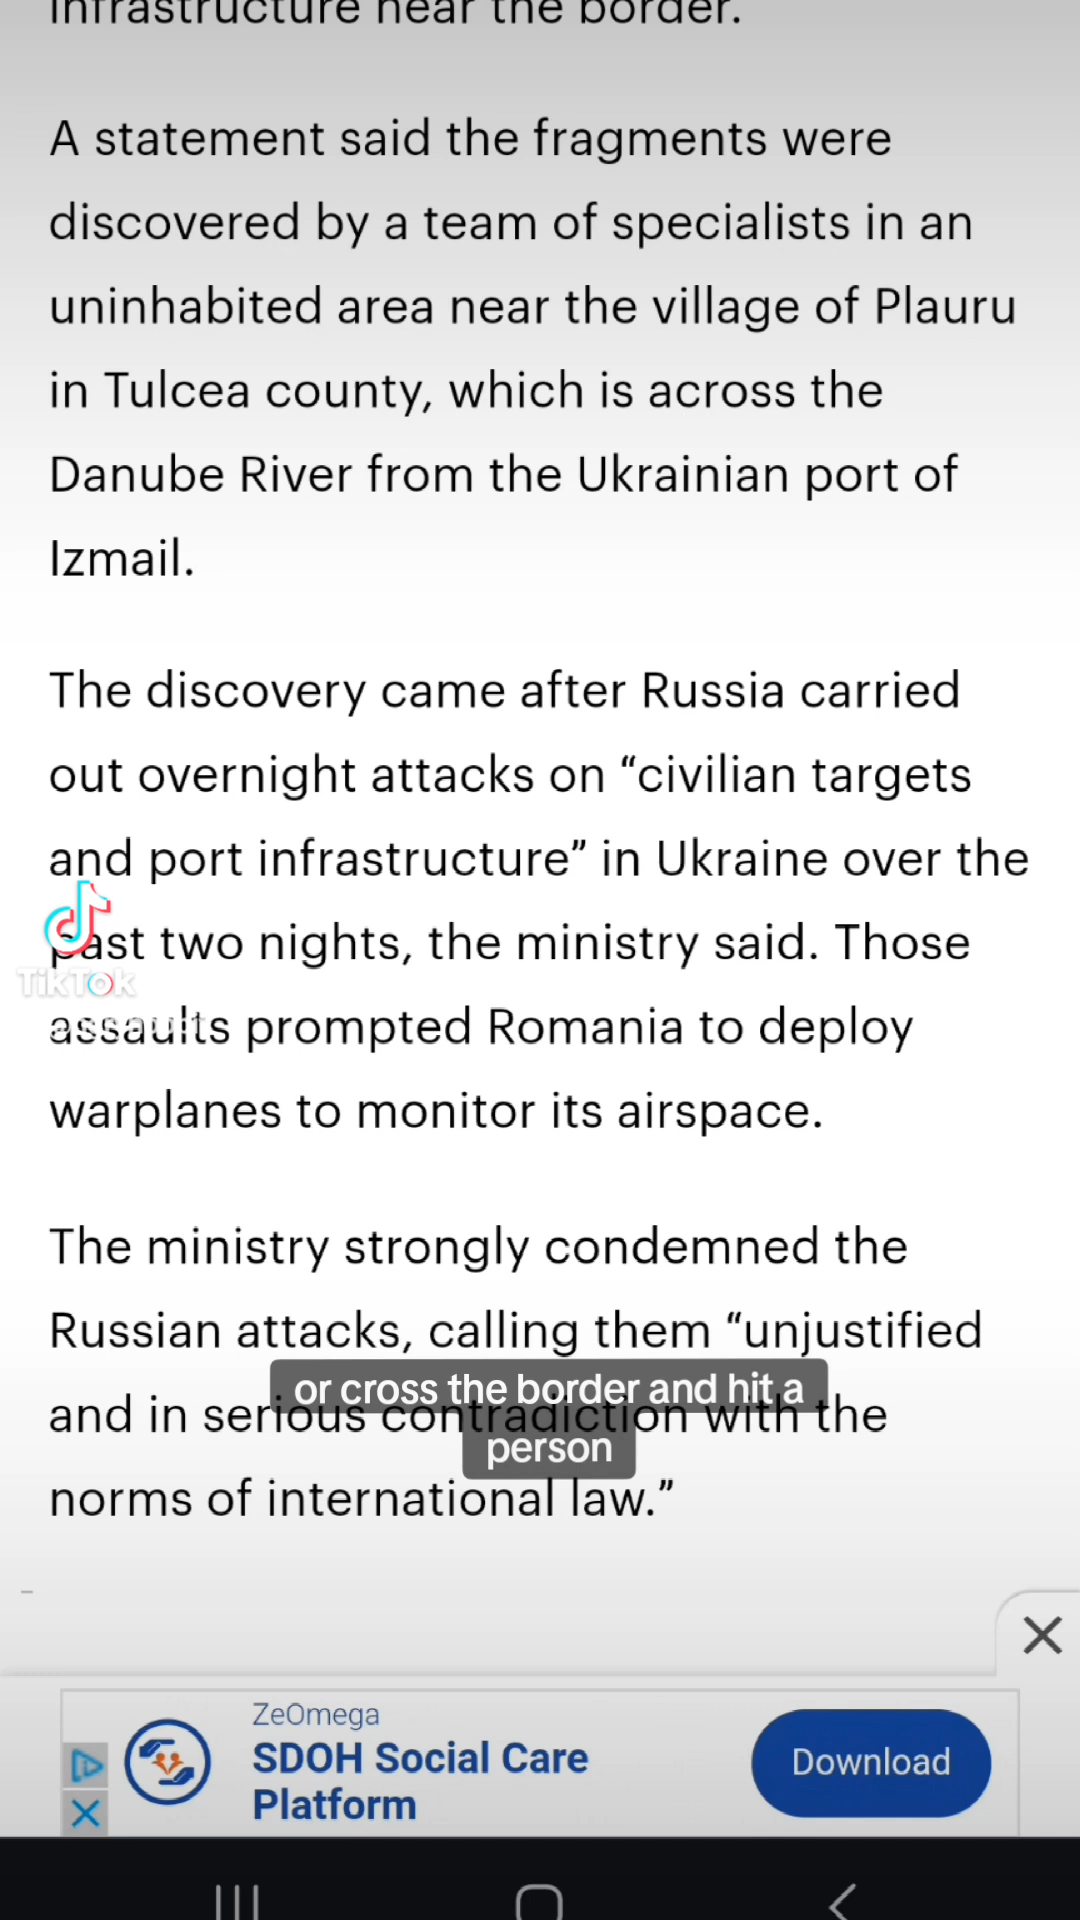 infrastructure near the border.
A statement said the fragments were
discovered by a team of specialists in an
uninhabited area near the village of Plauru
in Tulcea county, which is across the
Danube River from the Ukrainian port of
Izmail.
The discovery came after Russia carried
out overnight attacks on “civilian targets
and port infrastructure” in Ukraine over the
past two nights, the ministry said. Those
TikTok
assaults prompted Romania to deploy
warplanes to monitor its airspace.
The ministry strongly condemned the
Russian attacks, calling them “unjustified
or cross the border and hit a
and in serious contradiction with the
person
norms of international law.”
ZeOmega
SDOH Social Care
Platform
Download